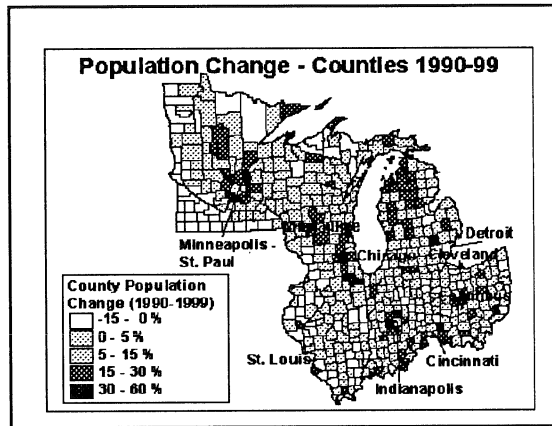 Population Change - Counties 1990-99
Minneapolis -
St. Paul
Detroit
Chicago
Cleveland
County Population
Change (1990-1999)
-15 - 0 %
0 - 5 %
5 - 15 %
15 - 30 %
30 - 60 %
St. Louis
Cincinnati
Indianapolis